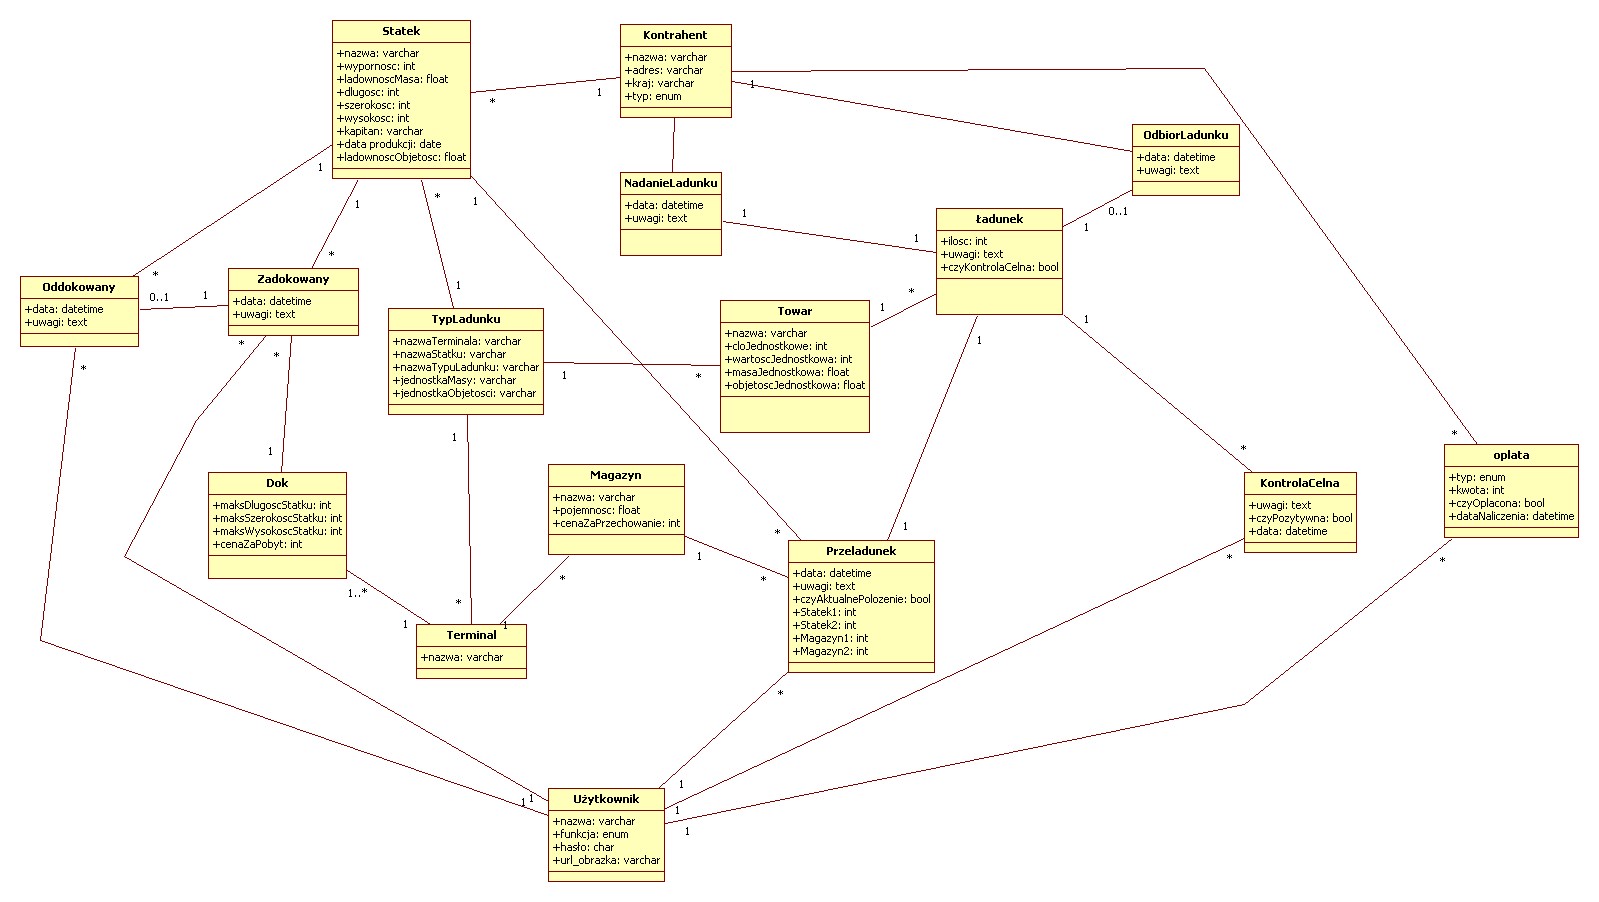 Statek
+nazwa: varchar
+wypornosc: int
+ladownoscMasa: float
+dlugosc: int
+szerokosc: int
+wysokosc: int
+kapitan: varchar
+data produkcji: date
+ladownoscObjetosc: float
Kontrahent
+nazwa: varchar
+adres: varchar
+kraj: varchar
+typ: enum
* 1
1
OdbiorLadunku
+data: datetime
+uwagi: text
NadanieLadunku
+data: datetime
+uwagi: text
Ładunek
+ilosc: int
+uwagi: text
+czyKontrolaCelna: bool
1 1
1 0..1
1 1 * 1
* * 1
Oddokowany
+data: datetime
+uwagi: text
0..1 1
Zadokowany
+data: datetime
+uwagi: text
TypLadunku
+nazwaTerminala: varchar
+nazwaStatku: varchar
+nazwaTypuLadunku: varchar
+jednostkaMasy: varchar
+jednostkaObjetosci: varchar
Towar
+nazwa: varchar
+cloJednostkowe: int
+wartoscJednostkowa: int
+masaJednostkowa: float
+objetoscJednostkowa: float
1 *
1 *
* * *
1 1
1 1
* *
Dok
+maksDlugoscStatku: int
+maksSzerokoscStatku: int
+maksWysokoscStatku: int
+cenaZaPobyt: int
Magazyn
+nazwa: varchar
+pojemnosc: float
+cenaZaPrzechowanie: int
KontrolaCelna
+uwagi: text
+czyPozytywna: bool
+data: datetime
oplata
+typ: enum
+kwota: int
+czyOplacona: bool
+dataNaliczenia: datetime
* 1
1 *
1..* * *
1 1
* *
Terminal
+nazwa: varchar
Przeladunek
+data: datetime
+uwagi: text
+czyAktualnePolozenie: bool
+Statek1: int
+Statek2: int
+Magazyn1: int
+Magazyn2: int
*
1 1 1
1
1
Użytkownik
+nazwa: varchar
+funkcja: enum
+hasło: char
+url_obrazka: varchar